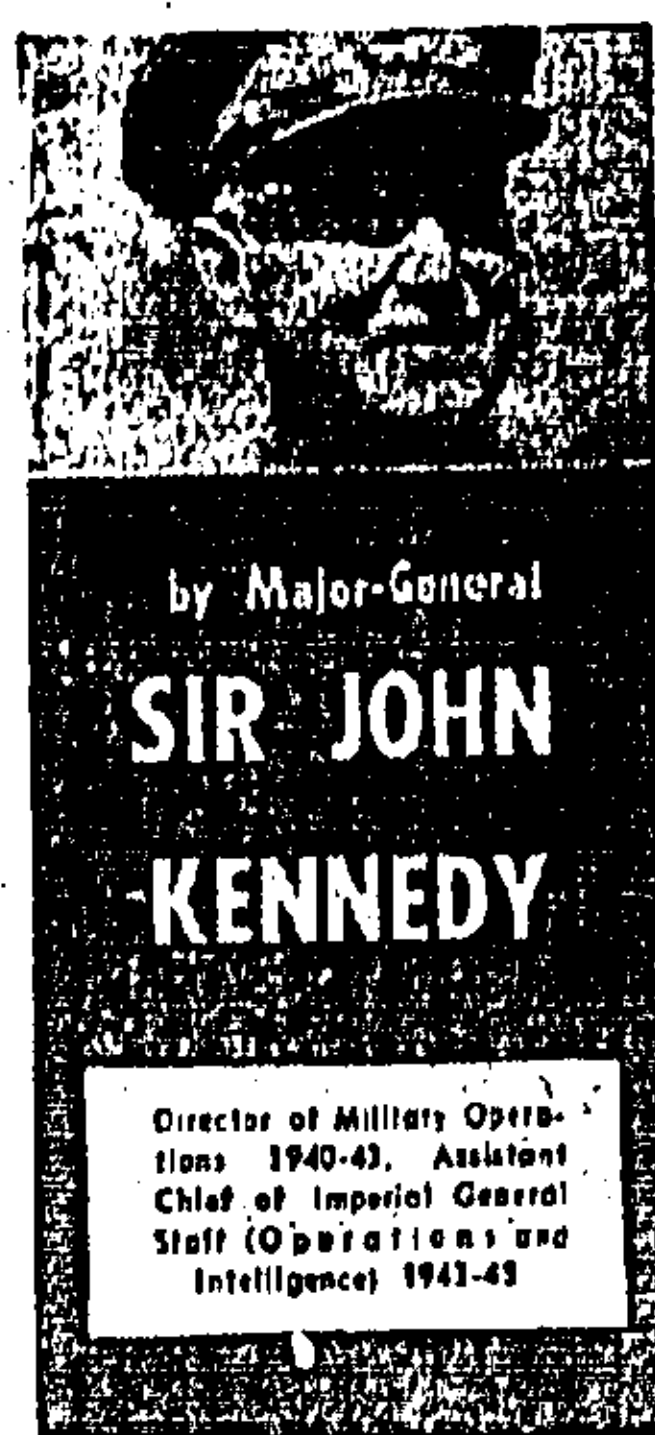 by Major-General
SIR JOHN
KENNEDY
Director of Military Opera-
tions 1940-43, Assistant
Chief of Imperial General
Staff (Operations and
Intelligence) 1943-45